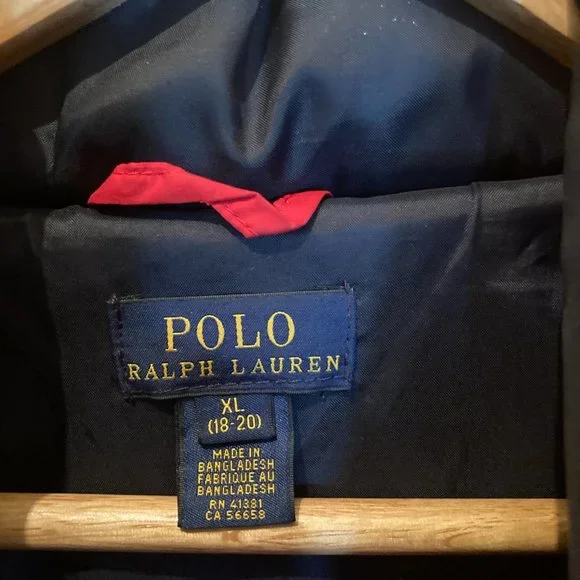 POLO
RALPH LAUREN
XL
(18-20)
MADE IN
BANGLADESH
FABRIQUE AU
BANGLADESH
RN 41381
CA 56658